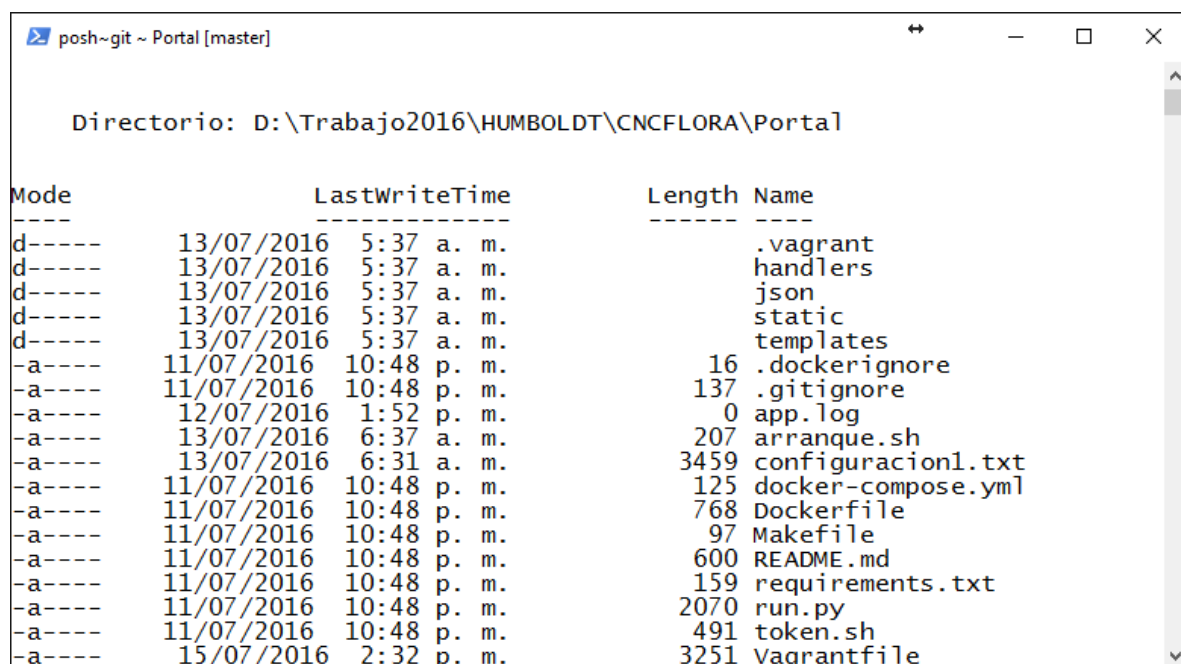 posh~git ~ Portal [master]
Directorio: D:\Trabajo2016\HUMBOLDT\CNCFLORA\Portal
Mode LastWriteTime Length Name
---- ------------- ------ ----
d----- 13/07/2016 5:37 a. m. .vagrant
d----- 13/07/2016 5:37 a. m. handlers
d----- 13/07/2016 5:37 a. m. json
d----- 13/07/2016 5:37 a. m. static
d----- 13/07/2016 5:37 a. m. templates
-a---- 11/07/2016 10:48 p. m. 16 .dockerignore
-a---- 11/07/2016 10:48 p. m. 137 .gitignore
-a---- 12/07/2016 1:52 p. m. 0 app.log
-a---- 13/07/2016 6:37 a. m. 207 arranque.sh
-a---- 13/07/2016 6:31 a. m. 3459 configuracion1.txt
-a---- 11/07/2016 10:48 p. m. 125 docker-compose.yml
-a---- 11/07/2016 10:48 p. m. 768 Dockerfile
-a---- 11/07/2016 10:48 p. m. 97 Makefile
-a---- 11/07/2016 10:48 p. m. 600 README.md
-a---- 11/07/2016 10:48 p. m. 159 requirements.txt
-a---- 11/07/2016 10:48 p. m. 2070 run.py
-a---- 11/07/2016 10:48 p. m. 491 token.sh
-a---- 15/07/2016 2:32 p. m. 3251 Vagrantfile